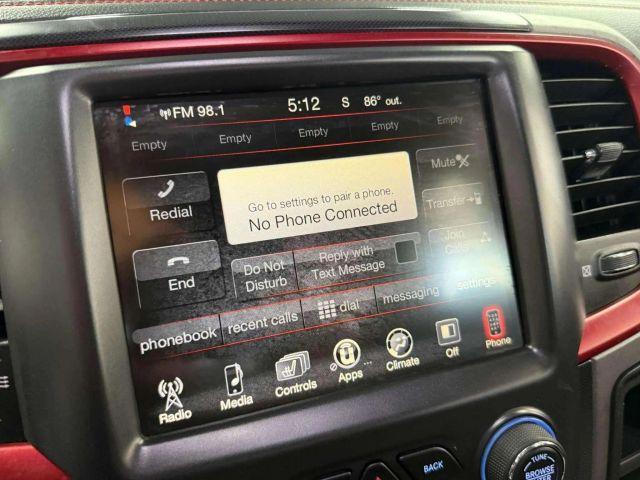 FM 98.1 5:12 S 86° out.
Empty Empty Empty Empty Empty
Redial
Go to settings to pair a phone.
No Phone Connected
Mute
Transfer
End
Do Not
Disturb
Reply with
Text Message
Join
Calls
phonebook recent calls dial messaging settings
Radio Media Controls Apps Climate Off Phone
BACK
TUNE
BROWSE